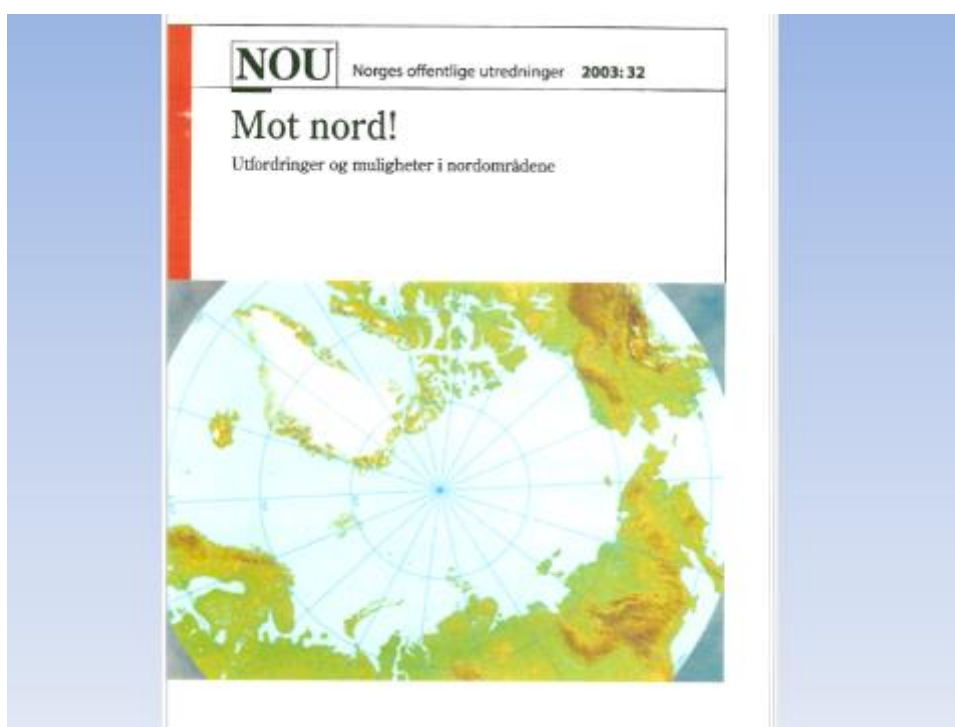 NOU Norges offentlige utredninger 2003: 32
Mot nord!
Utfordringer og muligheter i nordområdene